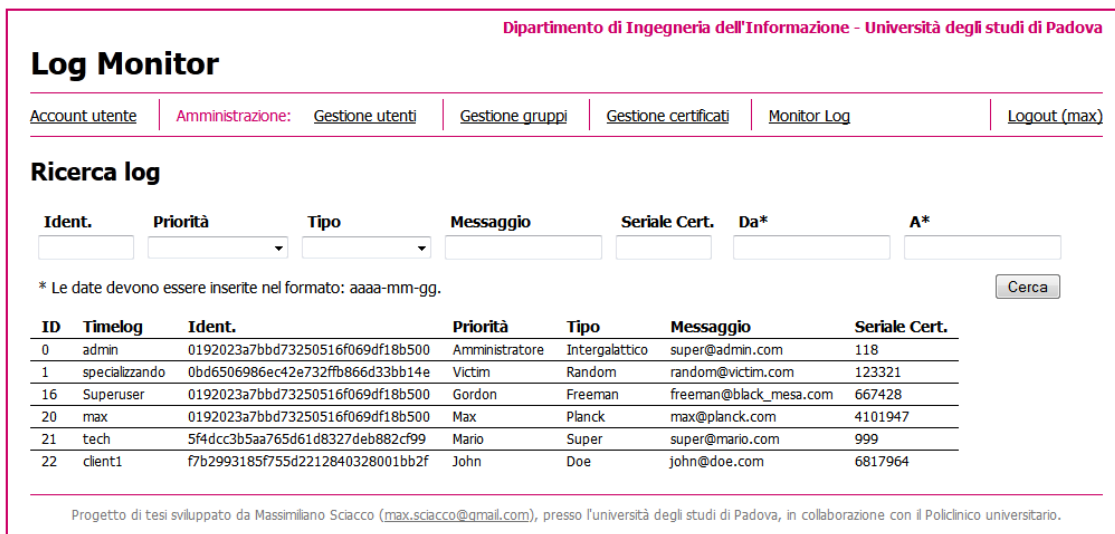 Dipartimento di Ingegneria dell'Informazione - Università degli studi di Padova
Log Monitor
Account utente Amministrazione: Gestione utenti Gestione gruppi Gestione certificati Monitor Log Logout (max)
Ricerca log
Ident. Priorità Tipo Messaggio Seriale Cert. Da* A*
* Le date devono essere inserite nel formato: aaaa-mm-gg. Cerca
ID Timelog Ident. Priorità Tipo Messaggio Seriale Cert.
0 admin 0192023a7bbd73250516f069df18b500 Amministratore Intergalattico super@admin.com 118
1 specializzando 0bd6506986ec42e732ffb866d33bb14e Victim Random random@victim.com 123321
16 Superuser 0192023a7bbd73250516f069df18b500 Gordon Freeman freeman@black_mesa.com 667428
20 max 0192023a7bbd73250516f069df18b500 Max Planck max@planck.com 4101947
21 tech 5f4dcc3b5aa765d61d8327deb882cf99 Mario Super super@mario.com 999
22 client1 f7b2993185f755d2212840328001bb2f John Doe john@doe.com 6817964
Progetto di tesi sviluppato da Massimiliano Sciacco (max.sciacco@gmail.com), presso l'università degli studi di Padova, in collaborazione con il Policlinico universitario.